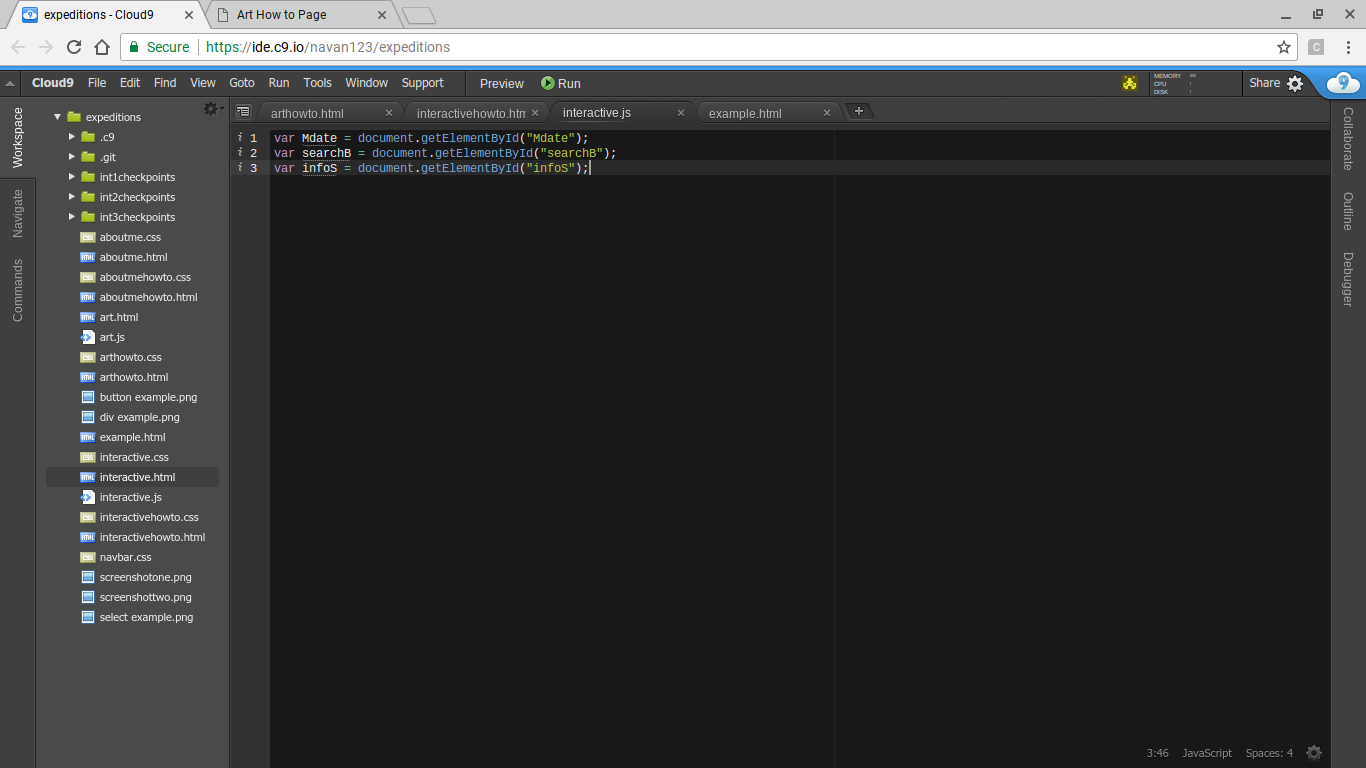 expeditions - Cloud9
Art How to Page
Secure https://ide.c9.io/navan123/expeditions
C
Cloud9 File Edit Find View Goto Run Tools Window Support Preview Run
MEMORY
CPU
DISK
Share
9
Workspace
Navigate
Commands
expeditions
.c9
.git
int1checkpoints
int2checkpoints
int3checkpoints
aboutme.css
aboutme.html
aboutmehowto.css
aboutmehowto.html
art.html
art.js
arthowto.css
arthowto.html
button example.png
div example.png
example.html
interactive.css
interactive.html
interactive.js
interactivehowto.css
interactivehowto.html
navbar.css
screenshotone.png
screenshottwo.png
select example.png
arthowto.html interactivehowto.htm interactive.js example.html
i 1 var Mdate = document.getElementById("Mdate");
i 2 var searchB = document.getElementById("searchB");
i 3 var infoS = document.getElementById("infoS");
Collaborate
Outline
Debugger
3:46 JavaScript Spaces: 4